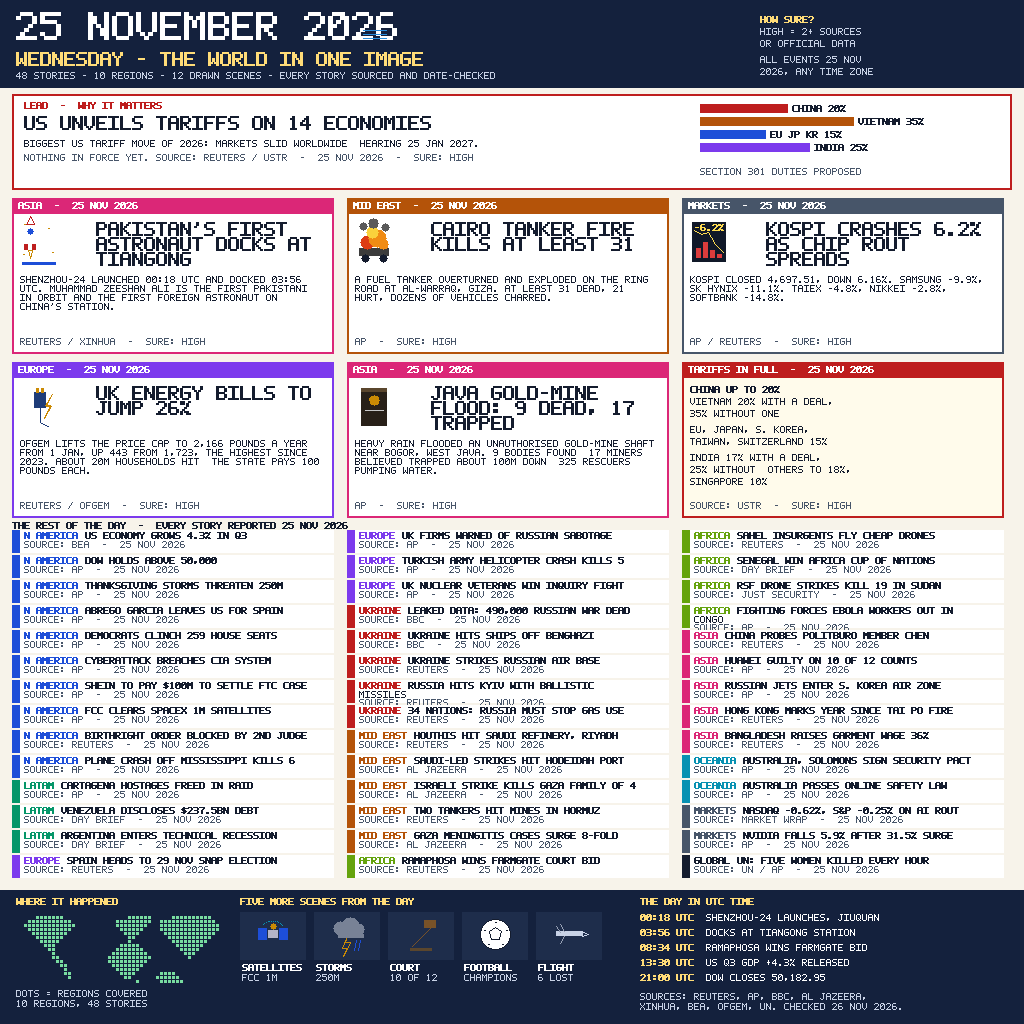 25 NOVEMBER 2026
WEDNESDAY - THE WORLD IN ONE IMAGE
48 STORIES - 10 REGIONS - 12 DRAWN SCENES - EVERY STORY SOURCED AND DATE-CHECKED
HOW SURE?
HIGH = 2+ SOURCES
OR OFFICIAL DATA
ALL EVENTS 25 NOV
2026, ANY TIME ZONE
LEAD - WHY IT MATTERS
US UNVEILS TARIFFS ON 14 ECONOMIES
BIGGEST US TARIFF MOVE OF 2026: MARKETS SLID WORLDWIDE HEARING 25 JAN 2027.
NOTHING IN FORCE YET. SOURCE: REUTERS / USTR - 25 NOV 2026 - SURE: HIGH
CHINA 20%
VIETNAM 35%
EU JP KR 15%
INDIA 25%
SECTION 301 DUTIES PROPOSED
ASIA - 25 NOV 2026
PAKISTAN'S FIRST
ASTRONAUT DOCKS AT
TIANGONG
SHENZHOU-24 LAUNCHED 00:18 UTC AND DOCKED 03:56
UTC. MUHAMMAD ZEESHAN ALI IS THE FIRST PAKISTANI
IN ORBIT AND THE FIRST FOREIGN ASTRONAUT ON
CHINA'S STATION.
REUTERS / XINHUA - SURE: HIGH
MID EAST - 25 NOV 2026
CAIRO TANKER FIRE
KILLS AT LEAST 31
A FUEL TANKER OVERTURNED AND EXPLODED ON THE RING
ROAD AT AL-WARRAQ, GIZA. AT LEAST 31 DEAD, 21
HURT, DOZENS OF VEHICLES CHARRED.
AP - SURE: HIGH
MARKETS - 25 NOV 2026
-6.2%
KOSPI CRASHES 6.2%
AS CHIP ROUT
SPREADS
KOSPI CLOSED 4,697.51, DOWN 6.16%. SAMSUNG -9.9%,
SK HYNIX -11.1%. TAIEX -4.8%, NIKKEI -2.8%,
SOFTBANK -14.8%.
AP / REUTERS - SURE: HIGH
EUROPE - 25 NOV 2026
UK ENERGY BILLS TO
JUMP 26%
OFGEM LIFTS THE PRICE CAP TO 2,166 POUNDS A YEAR
FROM 1 JAN, UP 443 FROM 1,723, THE HIGHEST SINCE
2023. ABOUT 20M HOUSEHOLDS HIT THE STATE PAYS 100
POUNDS EACH.
REUTERS / OFGEM - SURE: HIGH
ASIA - 25 NOV 2026
JAVA GOLD-MINE
FLOOD: 9 DEAD, 17
TRAPPED
HEAVY RAIN FLOODED AN UNAUTHORISED GOLD-MINE SHAFT
NEAR BOGOR, WEST JAVA. 9 BODIES FOUND 17 MINERS
BELIEVED TRAPPED ABOUT 100M DOWN 325 RESCUERS
PUMPING WATER.
AP - SURE: HIGH
TARIFFS IN FULL - 25 NOV 2026
CHINA UP TO 20%
VIETNAM 20% WITH A DEAL,
35% WITHOUT ONE
EU, JAPAN, S. KOREA,
TAIWAN, SWITZERLAND 15%
INDIA 17% WITH A DEAL,
25% WITHOUT OTHERS TO 18%,
SINGAPORE 10%
SOURCE: USTR - SURE: HIGH
THE REST OF THE DAY - EVERY STORY REPORTED 25 NOV 2026
N AMERICA US ECONOMY GROWS 4.3% IN Q3
SOURCE: BEA - 25 NOV 2026
N AMERICA DOW HOLDS ABOVE 50,000
SOURCE: AP - 25 NOV 2026
N AMERICA THANKSGIVING STORMS THREATEN 250M
SOURCE: AP - 25 NOV 2026
N AMERICA ABREGO GARCIA LEAVES US FOR SPAIN
SOURCE: AP - 25 NOV 2026
N AMERICA DEMOCRATS CLINCH 259 HOUSE SEATS
SOURCE: AP - 25 NOV 2026
N AMERICA CYBERATTACK BREACHES CIA SYSTEM
SOURCE: AP - 25 NOV 2026
N AMERICA SHEIN TO PAY $100M TO SETTLE FTC CASE
SOURCE: AP - 25 NOV 2026
N AMERICA FCC CLEARS SPACEX 1M SATELLITES
SOURCE: AP - 25 NOV 2026
N AMERICA BIRTHRIGHT ORDER BLOCKED BY 2ND JUDGE
SOURCE: REUTERS - 25 NOV 2026
N AMERICA PLANE CRASH OFF MISSISSIPPI KILLS 6
SOURCE: AP - 25 NOV 2026
LATAM CARTAGENA HOSTAGES FREED IN RAID
SOURCE: AP - 25 NOV 2026
LATAM VENEZUELA DISCLOSES $237.5BN DEBT
SOURCE: DAY BRIEF - 25 NOV 2026
LATAM ARGENTINA ENTERS TECHNICAL RECESSION
SOURCE: DAY BRIEF - 25 NOV 2026
EUROPE SPAIN HEADS TO 29 NOV SNAP ELECTION
SOURCE: REUTERS - 25 NOV 2026
EUROPE UK FIRMS WARNED OF RUSSIAN SABOTAGE
SOURCE: AP - 25 NOV 2026
EUROPE TURKISH ARMY HELICOPTER CRASH KILLS 5
SOURCE: AP - 25 NOV 2026
EUROPE UK NUCLEAR VETERANS WIN INQUIRY FIGHT
SOURCE: AP - 25 NOV 2026
UKRAINE LEAKED DATA: 490,000 RUSSIAN WAR DEAD
SOURCE: BBC - 25 NOV 2026
UKRAINE UKRAINE HITS SHIPS OFF BENGHAZI
SOURCE: BBC - 25 NOV 2026
UKRAINE UKRAINE STRIKES RUSSIAN AIR BASE
SOURCE: REUTERS - 25 NOV 2026
UKRAINE RUSSIA HITS KYIV WITH BALLISTIC
MISSILES
SOURCE: REUTERS - 25 NOV 2026
UKRAINE 34 NATIONS: RUSSIA MUST STOP GAS USE
SOURCE: REUTERS - 25 NOV 2026
MID EAST HOUTHIS HIT SAUDI REFINERY, RIYADH
SOURCE: REUTERS - 25 NOV 2026
MID EAST SAUDI-LED STRIKES HIT HODEIDAH PORT
SOURCE: AL JAZEERA - 25 NOV 2026
MID EAST ISRAELI STRIKE KILLS GAZA FAMILY OF 4
SOURCE: AL JAZEERA - 25 NOV 2026
MID EAST TWO TANKERS HIT MINES IN HORMUZ
SOURCE: REUTERS - 25 NOV 2026
MID EAST GAZA MENINGITIS CASES SURGE 8-FOLD
SOURCE: AL JAZEERA - 25 NOV 2026
AFRICA RAMAPHOSA WINS FARMGATE COURT BID
SOURCE: REUTERS - 25 NOV 2026
AFRICA SAHEL INSURGENTS FLY CHEAP DRONES
SOURCE: REUTERS - 25 NOV 2026
AFRICA SENEGAL WIN AFRICA CUP OF NATIONS
SOURCE: DAY BRIEF - 25 NOV 2026
AFRICA RSF DRONE STRIKES KILL 19 IN SUDAN
SOURCE: JUST SECURITY - 25 NOV 2026
AFRICA FIGHTING FORCES EBOLA WORKERS OUT IN
CONGO
SOURCE: AP - 25 NOV 2026
ASIA CHINA PROBES POLITBURO MEMBER CHEN
SOURCE: AP - 25 NOV 2026
ASIA HUAWEI GUILTY ON 10 OF 12 COUNTS
SOURCE: REUTERS - 25 NOV 2026
ASIA RUSSIAN JETS ENTER S. KOREA AIR ZONE
SOURCE: AP - 25 NOV 2026
ASIA HONG KONG MARKS YEAR SINCE TAI PO FIRE
SOURCE: REUTERS - 25 NOV 2026
ASIA BANGLADESH RAISES GARMENT WAGE 36%
SOURCE: REUTERS - 25 NOV 2026
OCEANIA AUSTRALIA, SOLOMONS SIGN SECURITY PACT
SOURCE: AP - 25 NOV 2026
OCEANIA AUSTRALIA PASSES ONLINE SAFETY LAW
SOURCE: AP - 25 NOV 2026
MARKETS NASDAQ -0.62%, S&P -0.25% ON AI ROUT
SOURCE: MARKET WRAP - 25 NOV 2026
MARKETS NVIDIA FALLS 5.9% AFTER 31.5% SURGE
SOURCE: AP - 25 NOV 2026
GLOBAL UN: FIVE WOMEN KILLED EVERY HOUR
SOURCE: UN / AP - 25 NOV 2026
WHERE IT HAPPENED
DOTS = REGIONS COVERED
10 REGIONS, 48 STORIES
FIVE MORE SCENES FROM THE DAY
SATELLITES
FCC 1M
STORMS
250M
COURT
10 OF 12
FOOTBALL
CHAMPIONS
FLIGHT
6 LOST
THE DAY IN UTC TIME
00:18 UTC SHENZHOU-24 LAUNCHES, JIUQUAN
03:56 UTC DOCKS AT TIANGONG STATION
08:34 UTC RAMAPHOSA WINS FARMGATE BID
13:30 UTC US Q3 GDP +4.3% RELEASED
21:00 UTC DOW CLOSES 50,182.95
SOURCES: REUTERS, AP, BBC, AL JAZEERA,
XINHUA, BEA, OFGEM, UN. CHECKED 26 NOV 2026.